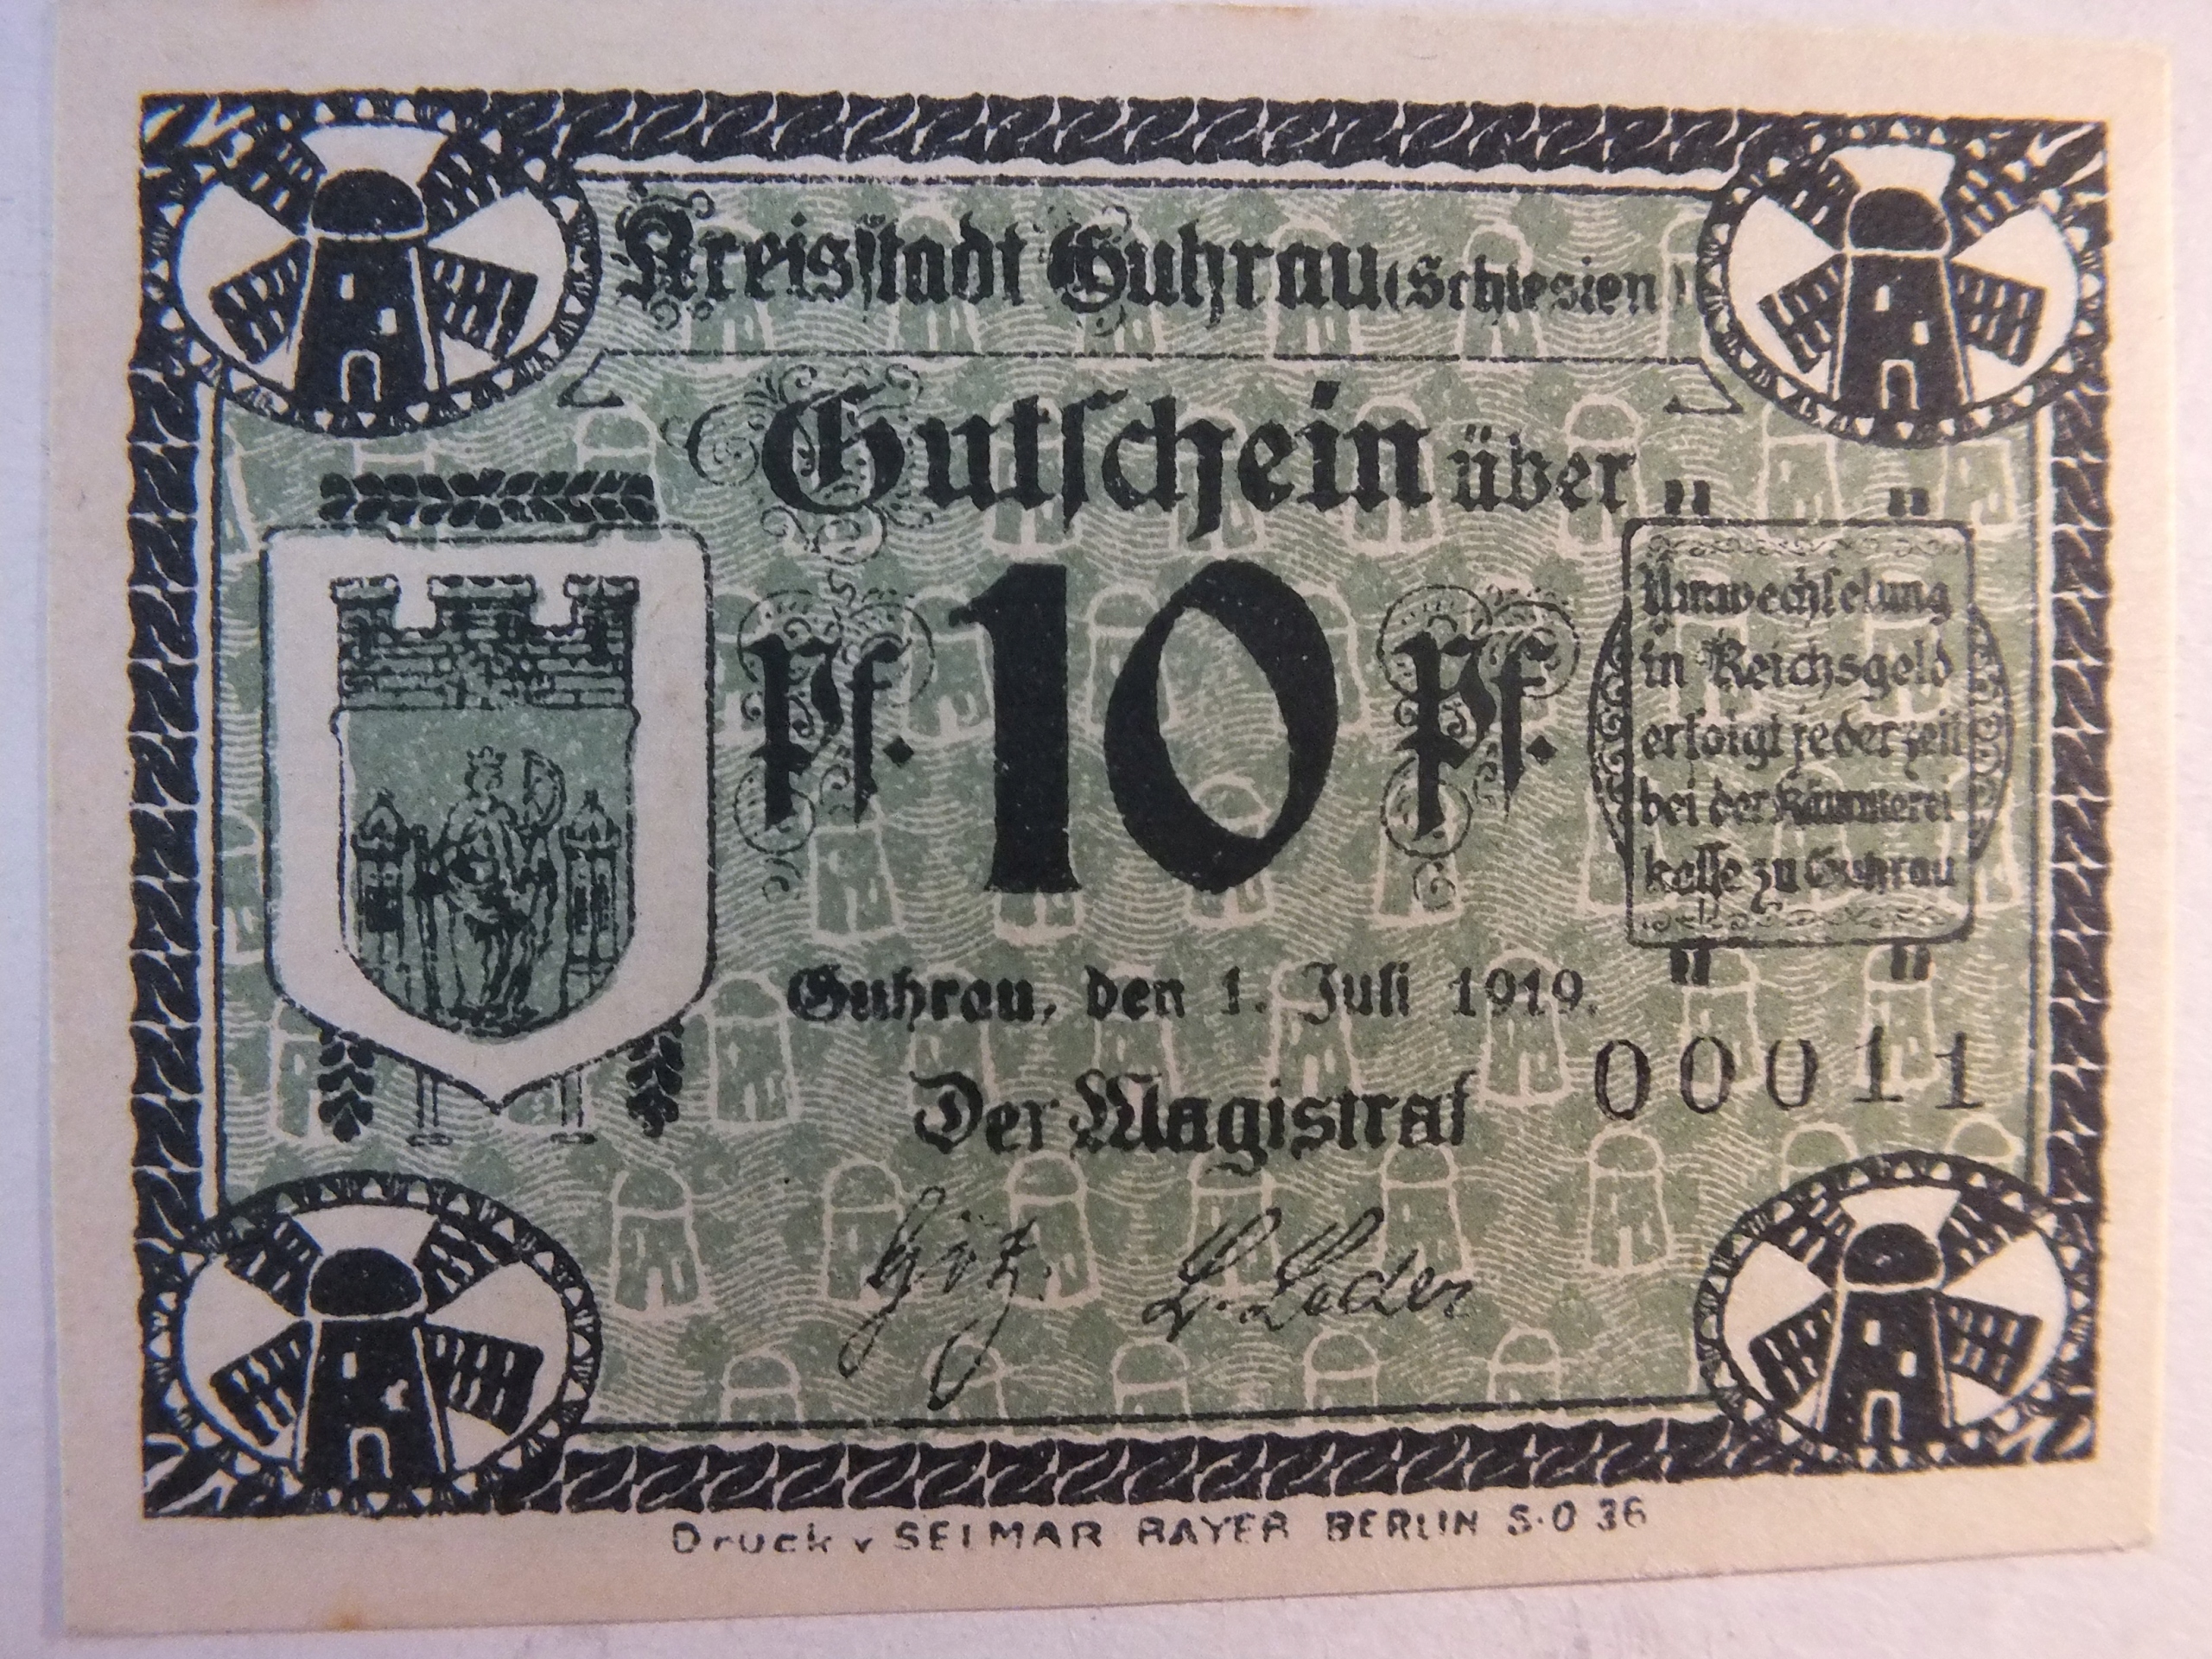 Kreisstadt Guhrau (Schlesien)
Gutschein über
Pf. 10 Pf.
Umwechselung
in Reichsgeld
erfolgt jederzeit
bei der Kämmerei
kasse zu Guhrau
Guhrau, den 1. Juli 1919.
00011
Der Magistrat
L. Leder
Druck v SELMAR BAYER BERLIN S·O 36